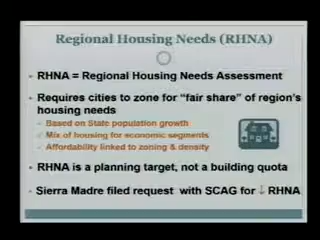 Regional Housing Needs (RHNA)
• RHNA = Regional Housing Needs Assessment
• Requires cities to zone for “fair share” of region’s
housing needs
- Based on State population growth
- Mix of housing for economic segments
- Affordability linked to zoning & density
• RHNA is a planning target, not a building quota
• Sierra Madre filed request with SCAG for ↓ RHNA